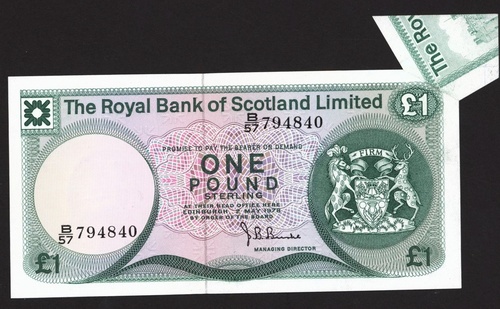 The Ro
The Royal Bank of Scotland Limited
£1
B/57 794840
PROMISE TO PAY THE BEARER ON DEMAND
ONE
POUND
STERLING
FIRM
AT THEIR HEAD OFFICE HERE
EDINBURGH, 2 MAY 1978
BY ORDER OF THE BOARD
B/57 794840
MANAGING DIRECTOR
£1
£1